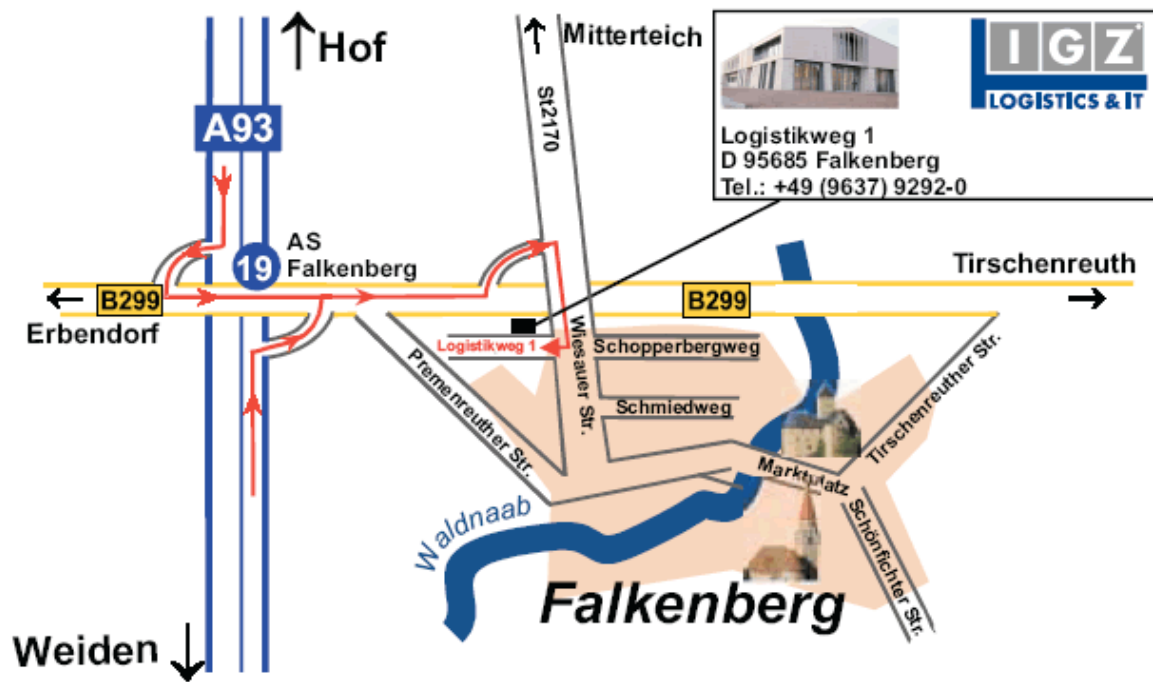 Hof
Mitterteich
IGZ
LOGISTICS & IT
A93
St2170
Logistikweg 1
D 95685 Falkenberg
Tel.: +49 (9637) 9292-0
19
AS
Falkenberg
Tirschenreuth
B299
B299
Erbendorf
Logistikweg 1
Wiesauer Str.
Schopperbergweg
Premenreuther Str.
Schmiedweg
Tirschenreuther Str.
Marktplatz
Waldnaab
Schönfichter Str.
Falkenberg
Weiden